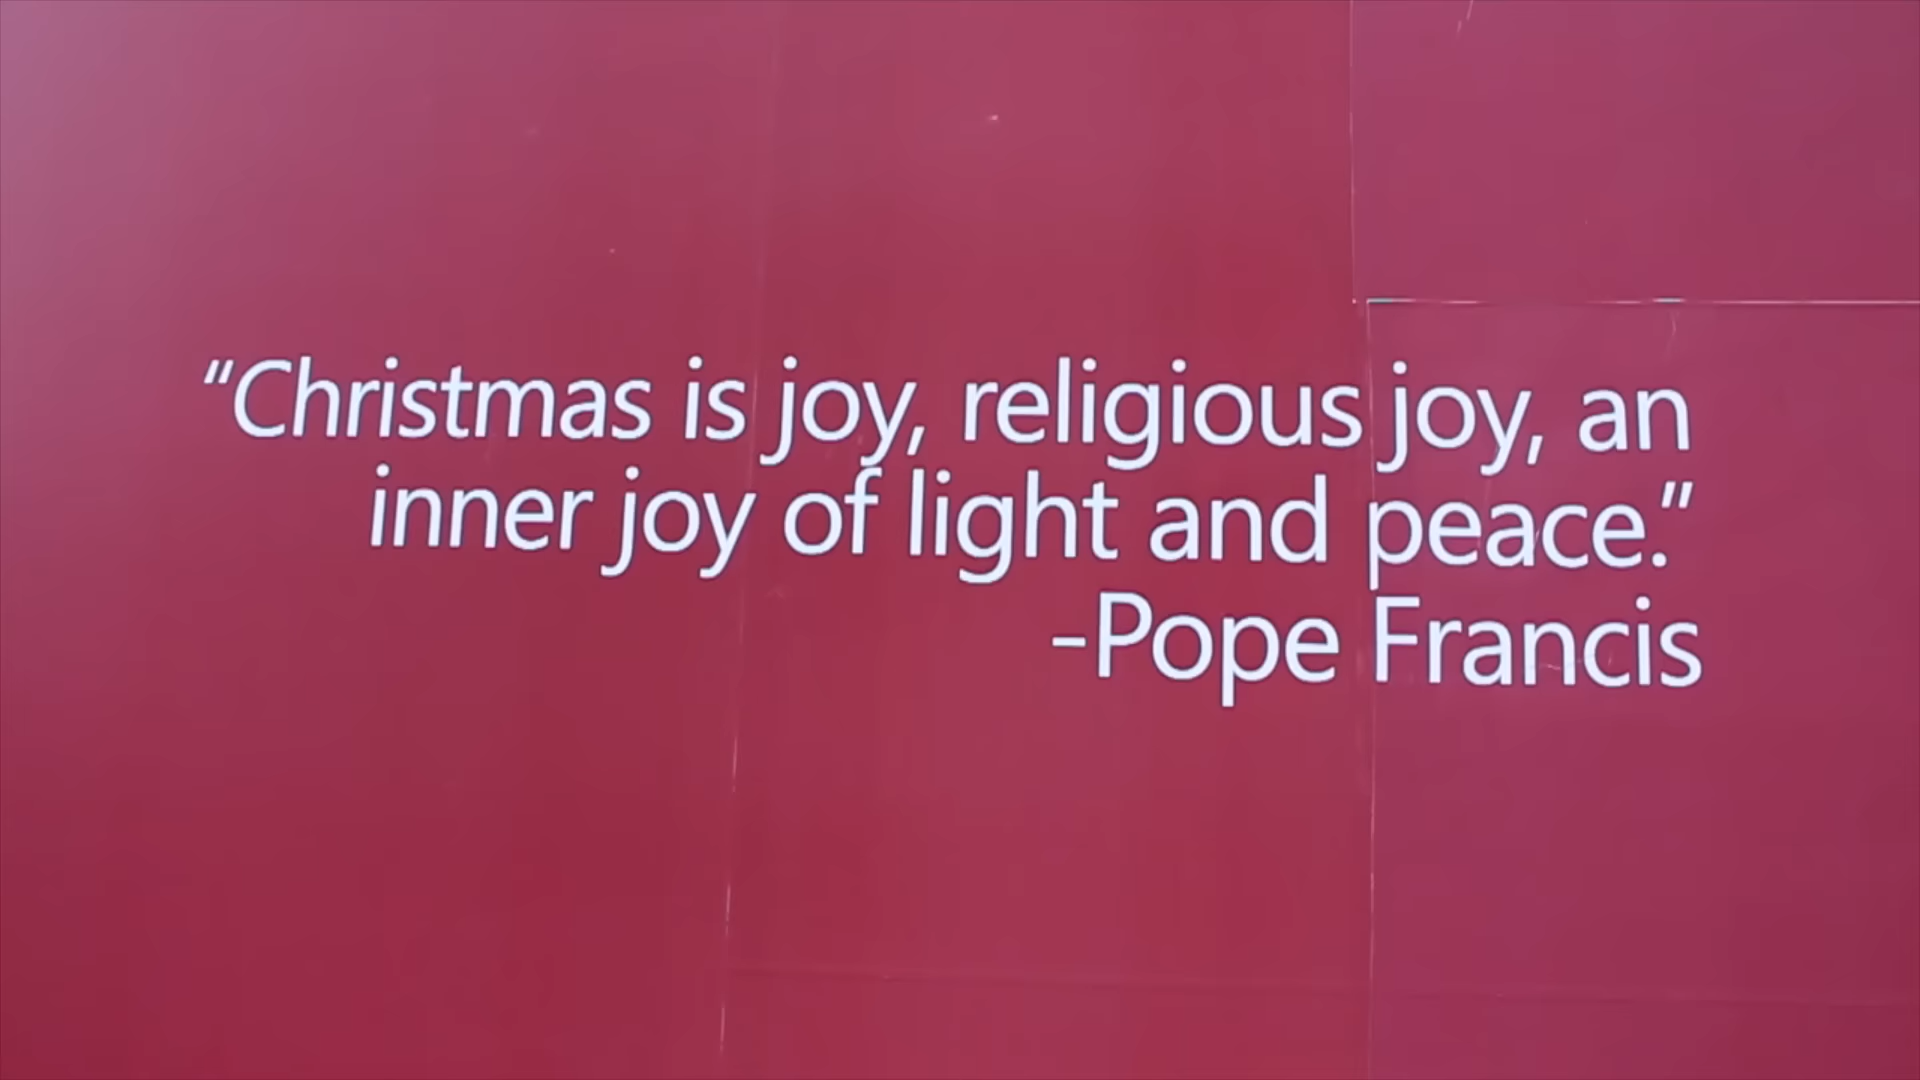 “Christmas is joy, religious joy, an
inner joy of light and peace.”
-Pope Francis